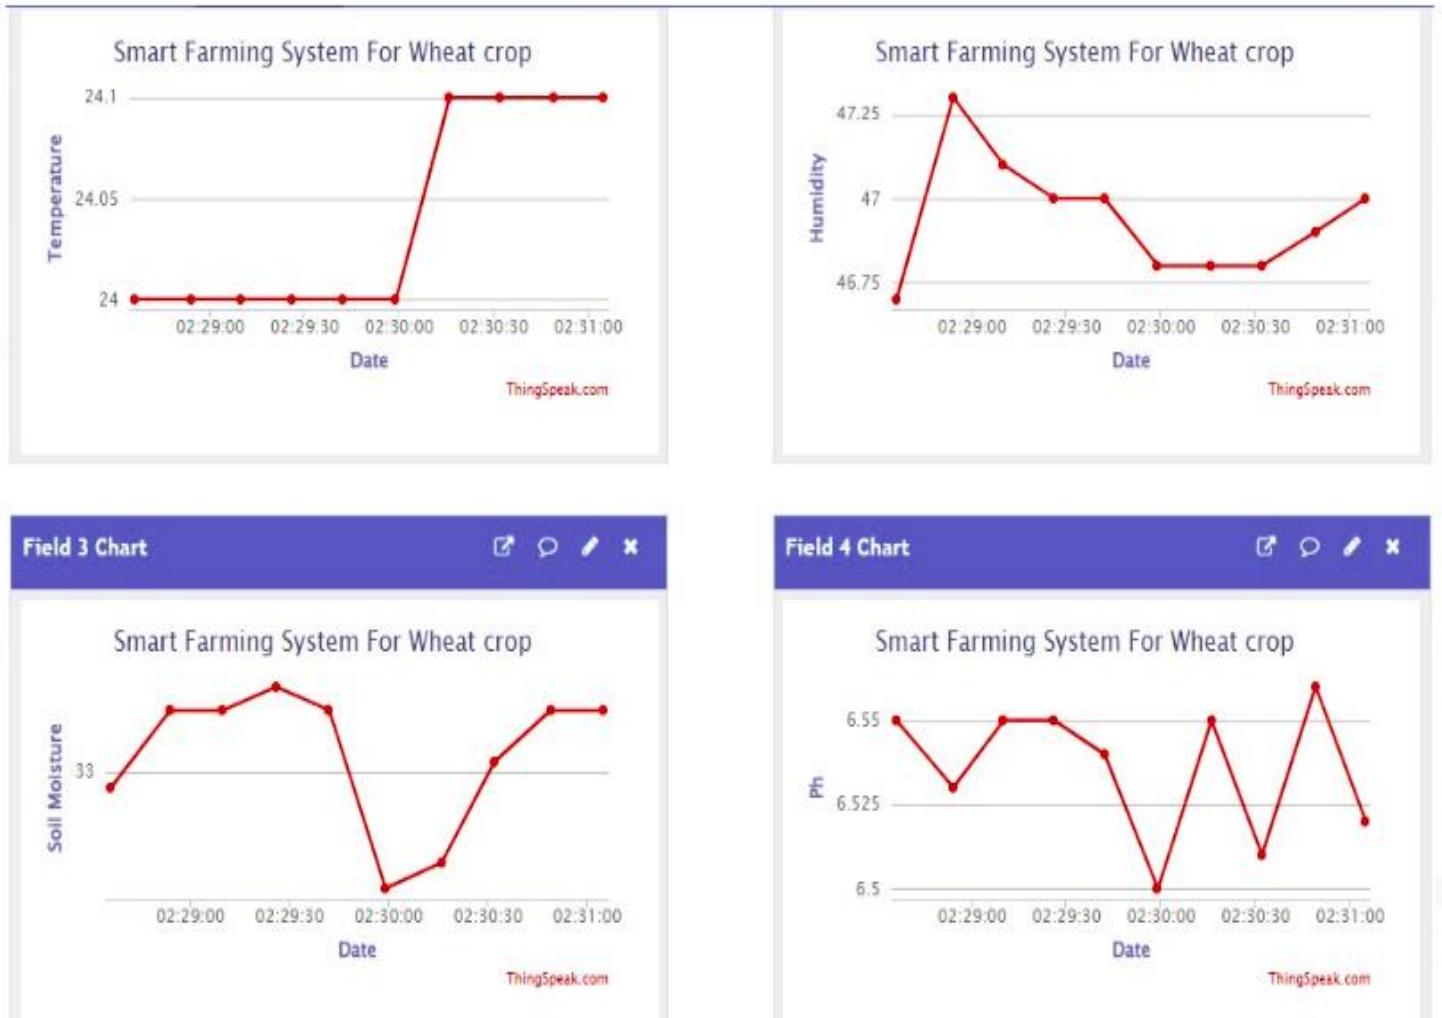 Smart Farming System For Wheat crop
Temperature
24.1
24.05
24
02:29:00 02:29:30 02:30:00 02:30:30 02:31:00
Date
ThingSpeak.com
Smart Farming System For Wheat crop
Humidity
47.25
47
46.75
02:29:00 02:29:30 02:30:00 02:30:30 02:31:00
Date
ThingSpeak.com
Field 3 Chart
Smart Farming System For Wheat crop
Soil Moisture
33
02:29:00 02:29:30 02:30:00 02:30:30 02:31:00
Date
ThingSpeak.com
Field 4 Chart
Smart Farming System For Wheat crop
Ph
6.55
6.525
6.5
02:29:00 02:29:30 02:30:00 02:30:30 02:31:00
Date
ThingSpeak.com